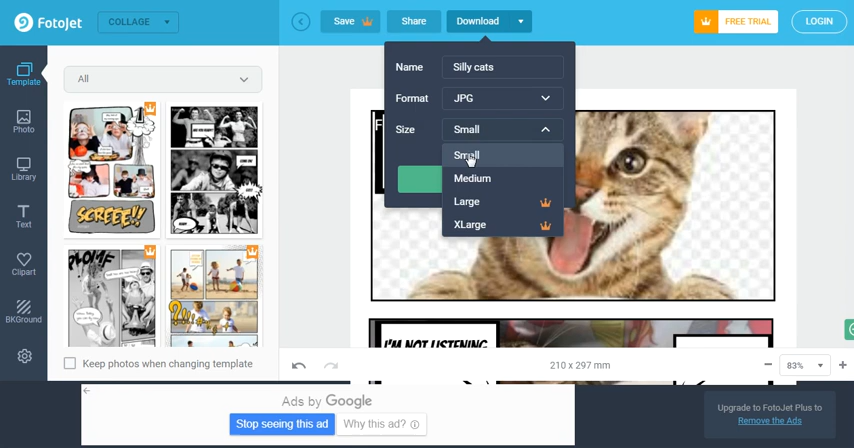 FotoJet
COLLAGE
Save
Share
Download
FREE TRIAL
LOGIN
Template
Photo
Library
Text
Clipart
BKGround
All
SCREEE!!
Keep photos when changing template
Name
Silly cats
Format
JPG
Size
Small
Small
Medium
Large
XLarge
F
I'M NOT LISTENING
210 x 297 mm
83%
Ads by Google
Stop seeing this ad
Why this ad?
Upgrade to FotoJet Plus to
Remove the Ads